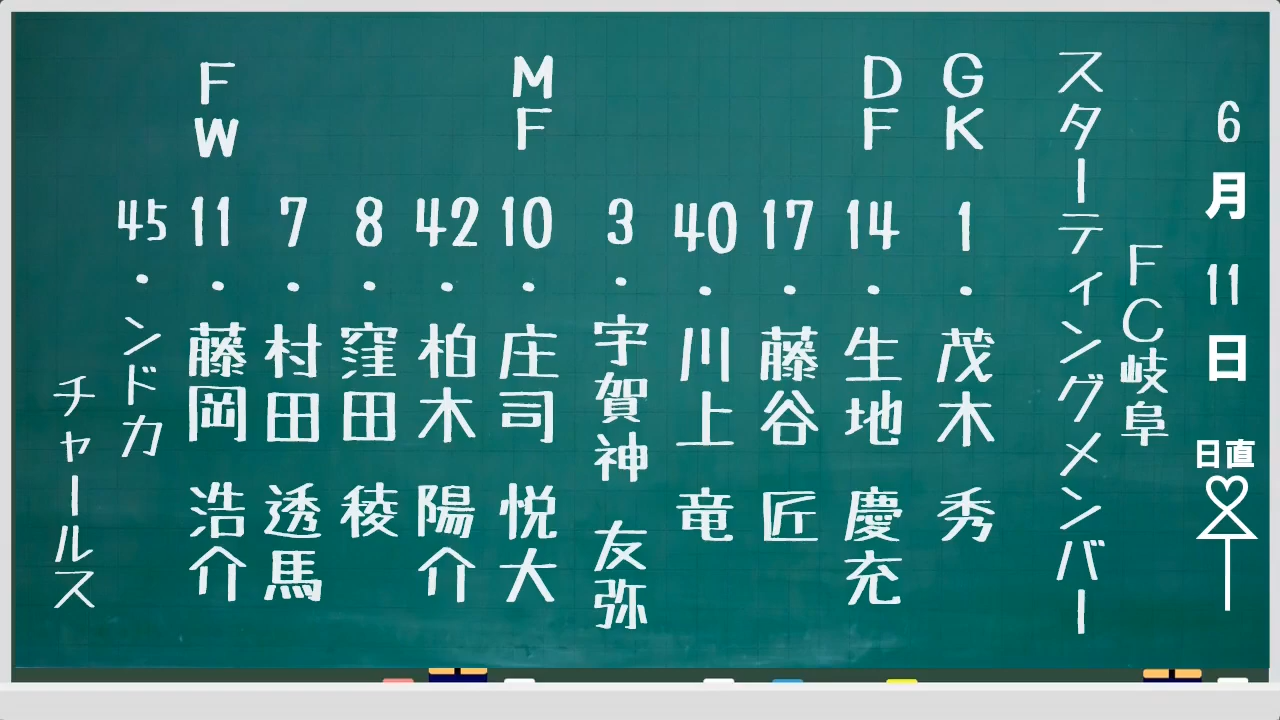 6月11日
日直
FC岐阜
スターティングメンバー
GK 1・茂木 秀
DF 14・生地 慶充
17・藤谷 匠
40・川上 竜
3・宇賀神 友弥
MF 10・庄司 悦大
42・柏木 陽介
8・窪田 稜
7・村田 透馬
FW 11・藤岡 浩介
45・ンドカ
チャールス